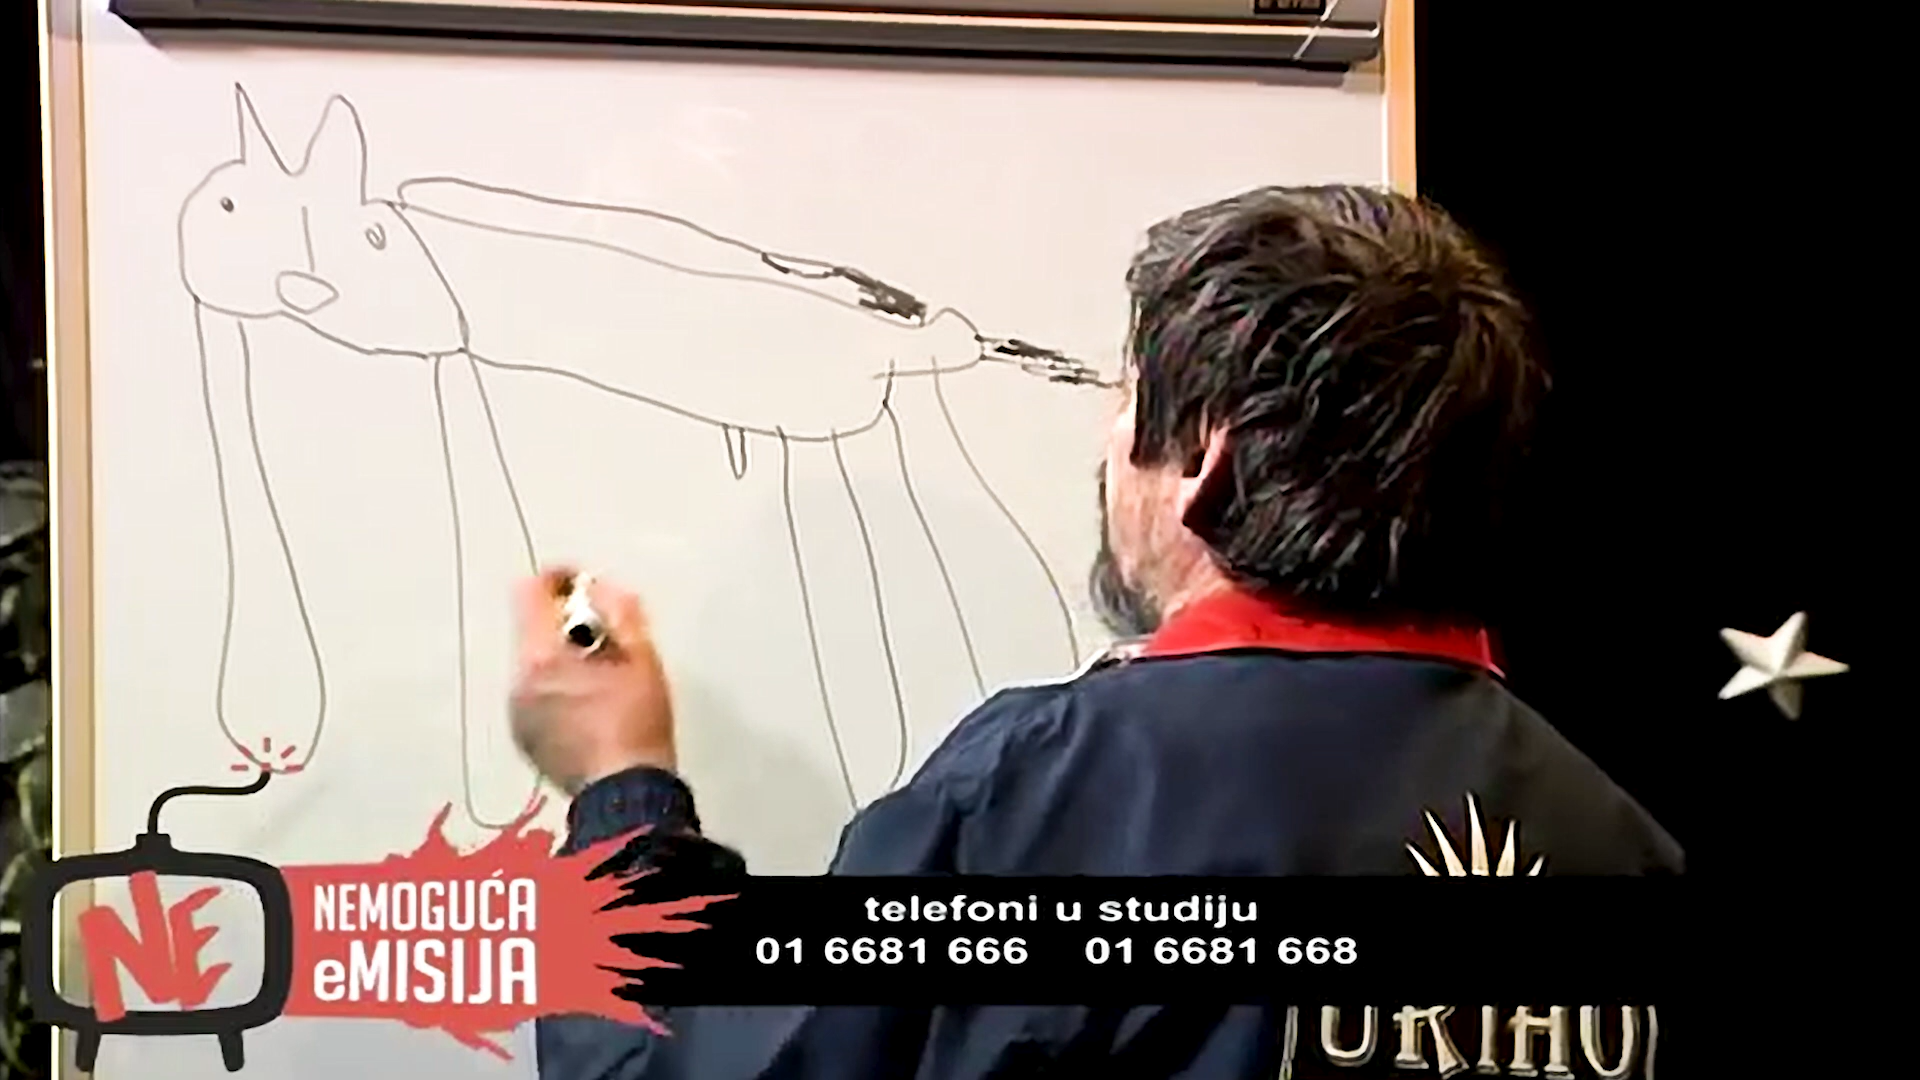 NE
NEMOGUĆA
eMISIJA
telefoni u studiju
01 6681 666 01 6681 668